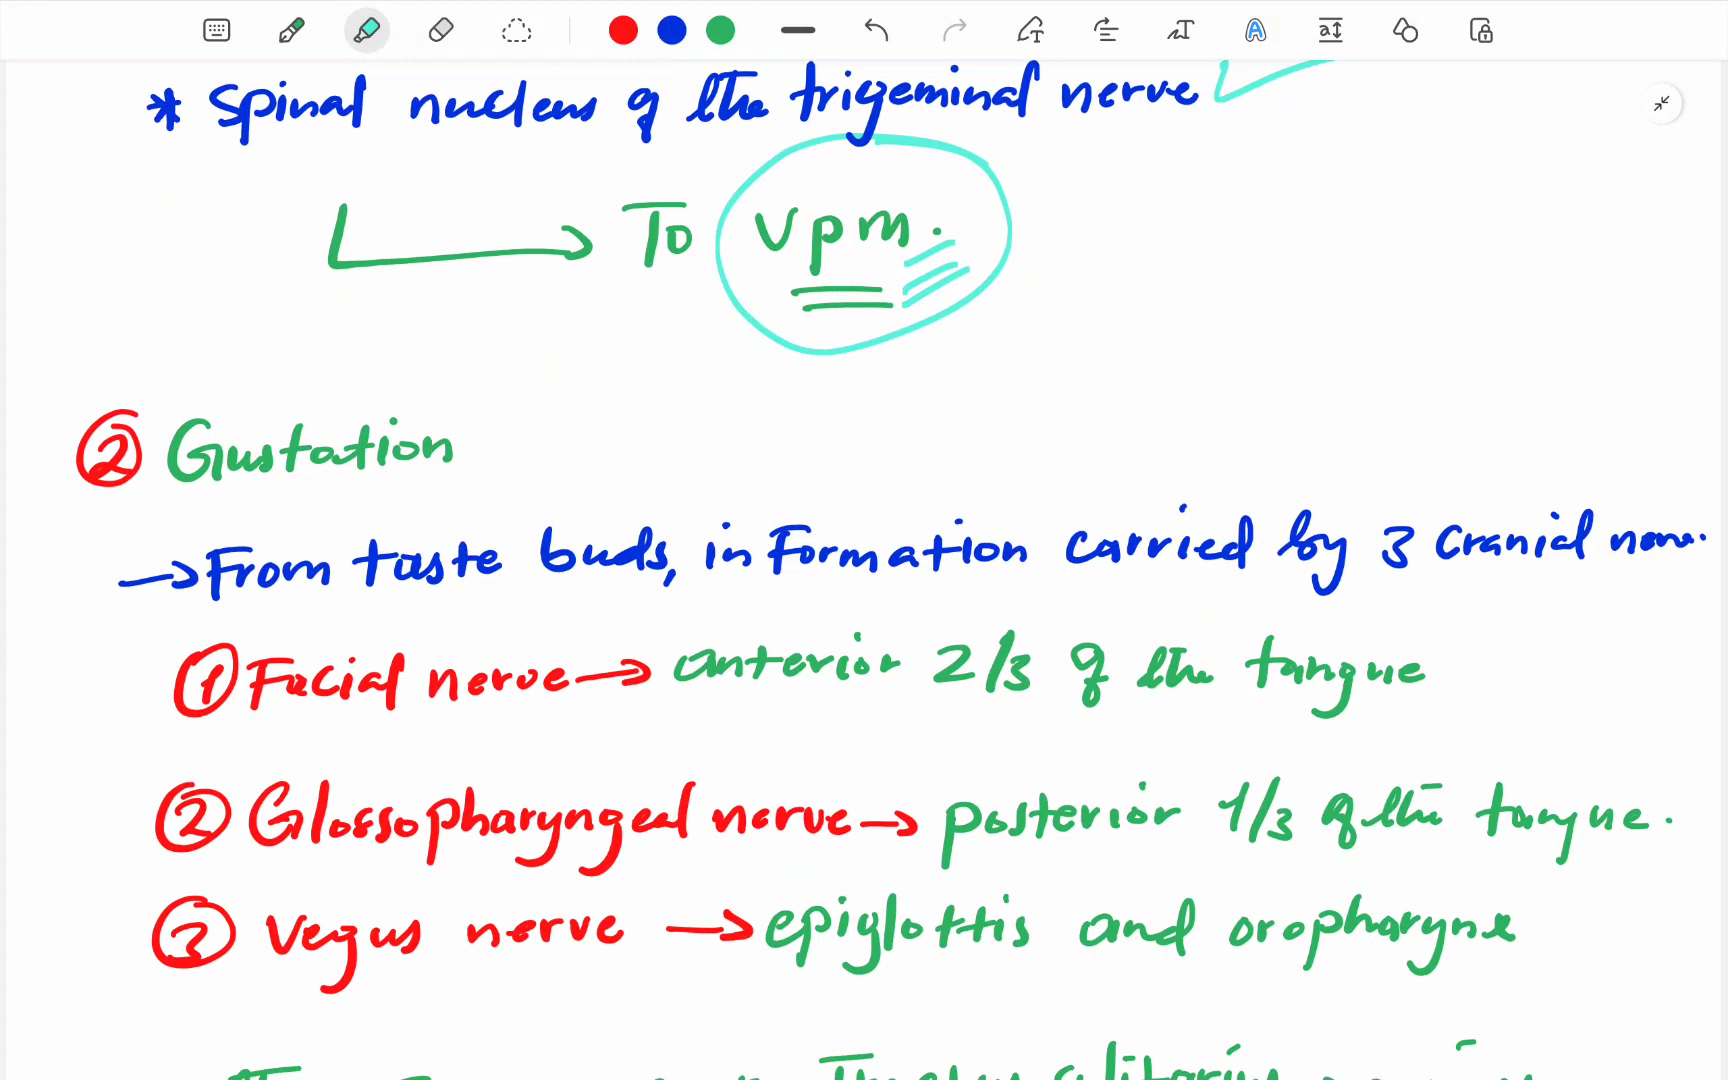 * Spinal nucleus of the trigeminal nerve
To vpm.
② Gustation
→ From taste buds, information carried by 3 cranial
① Facial nerve → anterior 2/3 of the tongue
② Glossopharyngeal nerve → posterior 1/3 of the tongue.
③ Vagus nerve → epiglottis and oropharynx